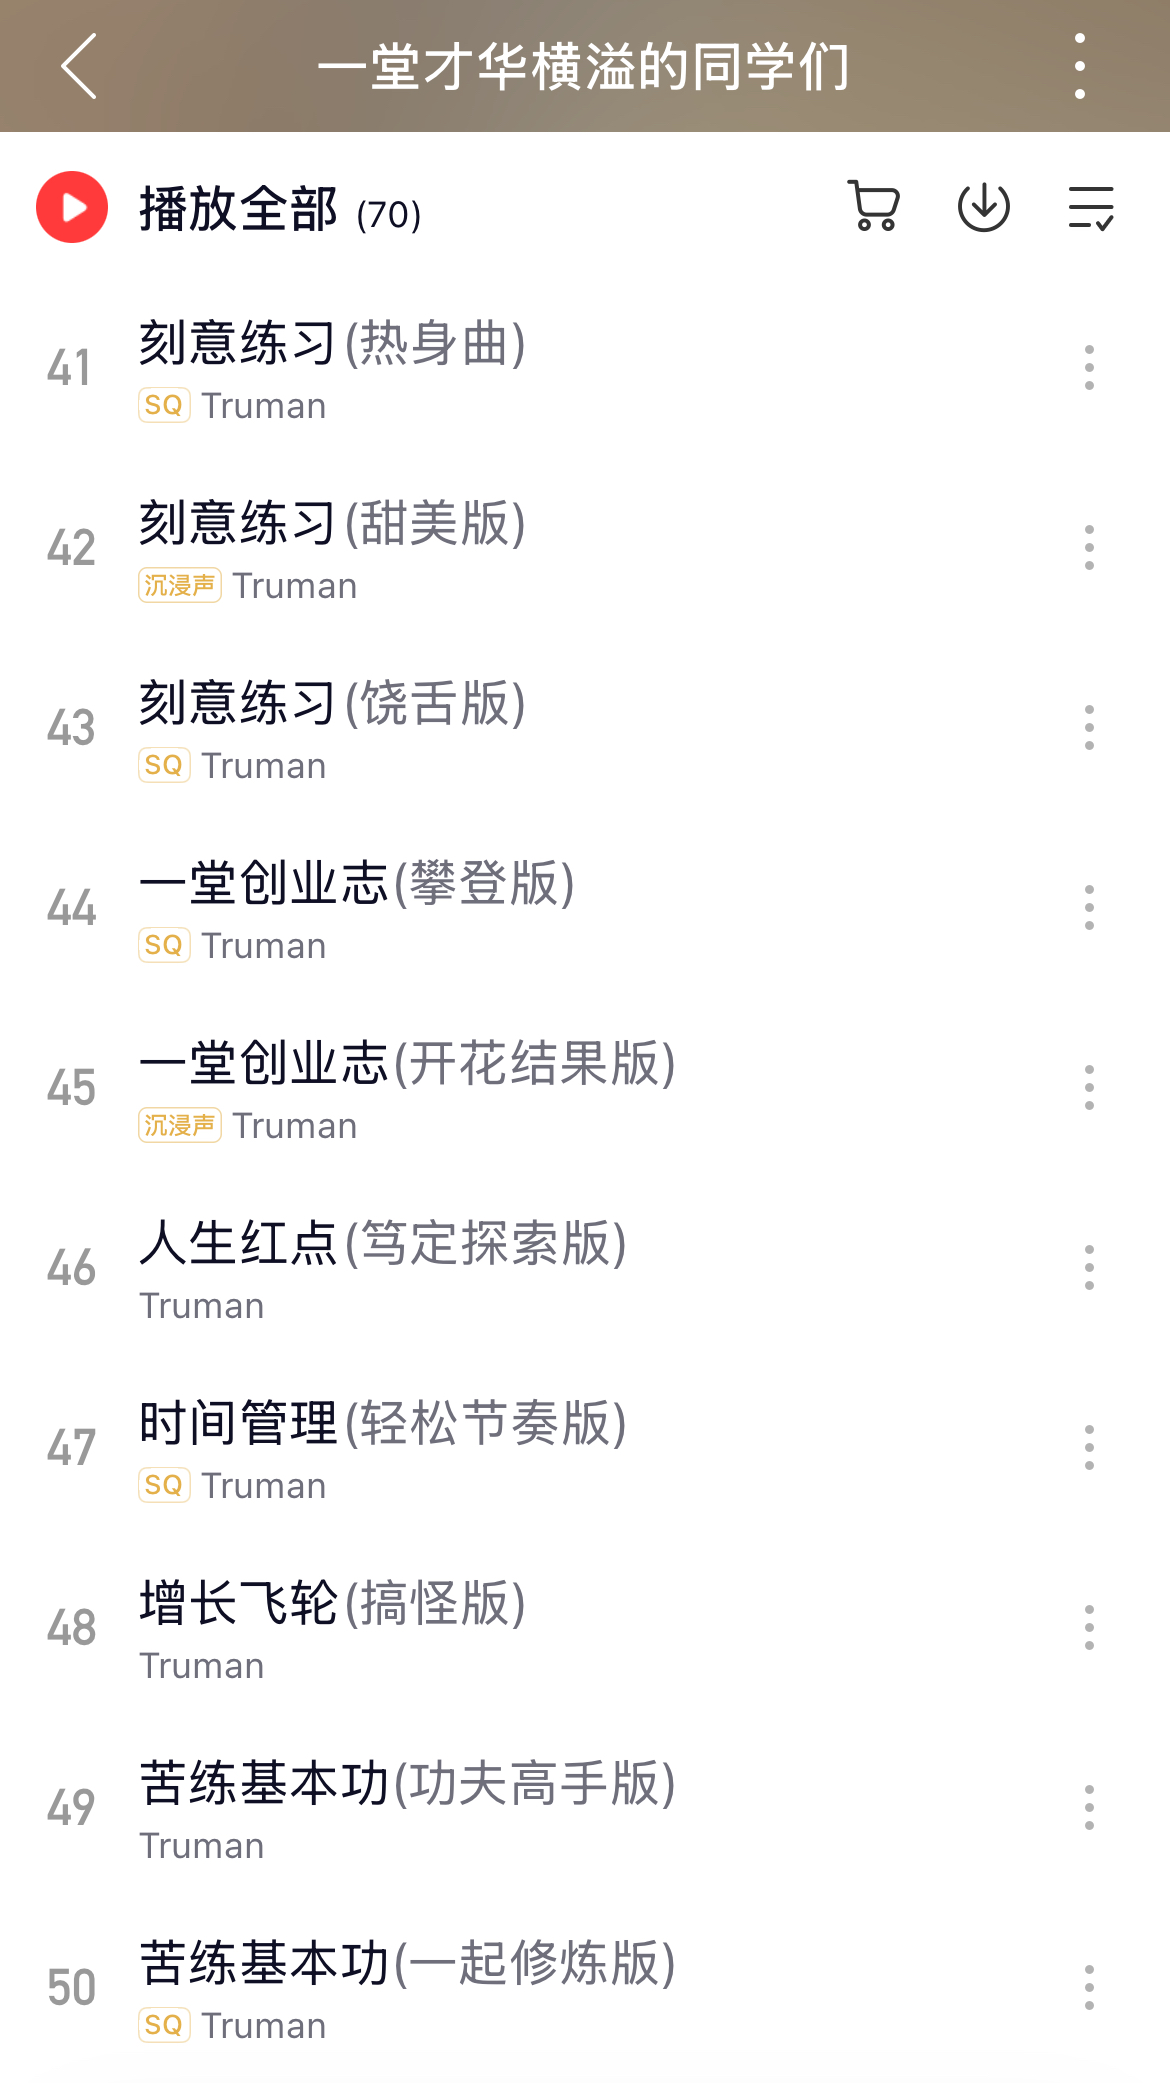 一堂才华横溢的同学们
播放全部 (70)
41
刻意练习(热身曲)
SQ Truman
42
刻意练习(甜美版)
沉浸声 Truman
43
刻意练习(饶舌版)
SQ Truman
44
一堂创业志(攀登版)
SQ Truman
45
一堂创业志(开花结果版)
沉浸声 Truman
46
人生红点(笃定探索版)
Truman
47
时间管理(轻松节奏版)
SQ Truman
48
增长飞轮(搞怪版)
Truman
49
苦练基本功(功夫高手版)
Truman
50
苦练基本功(一起修炼版)
SQ Truman